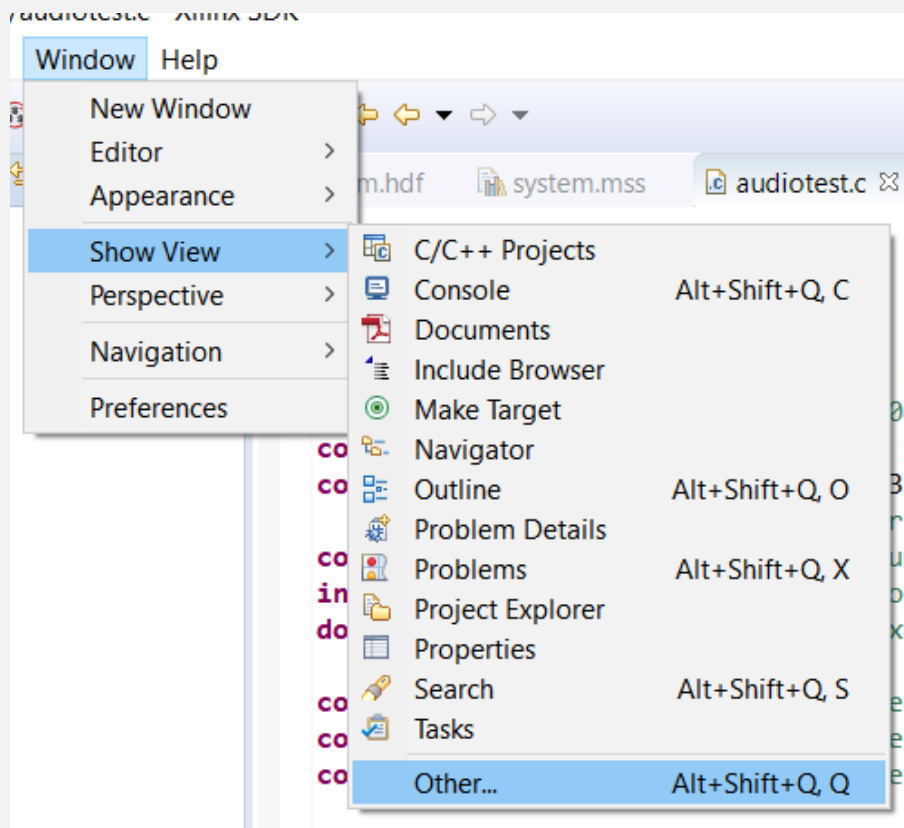 audiotest.c - Xilinx SDK
Window Help
New Window
Editor
Appearance
Show View
Perspective
Navigation
Preferences
m.hdf system.mss audiotest.c
C/C++ Projects
Console Alt+Shift+Q, C
Documents
Include Browser
Make Target
Navigator
Outline Alt+Shift+Q, O
Problem Details
Problems Alt+Shift+Q, X
Project Explorer
Properties
Search Alt+Shift+Q, S
Tasks
Other... Alt+Shift+Q, Q
co
co
co
in
do
co
co
co